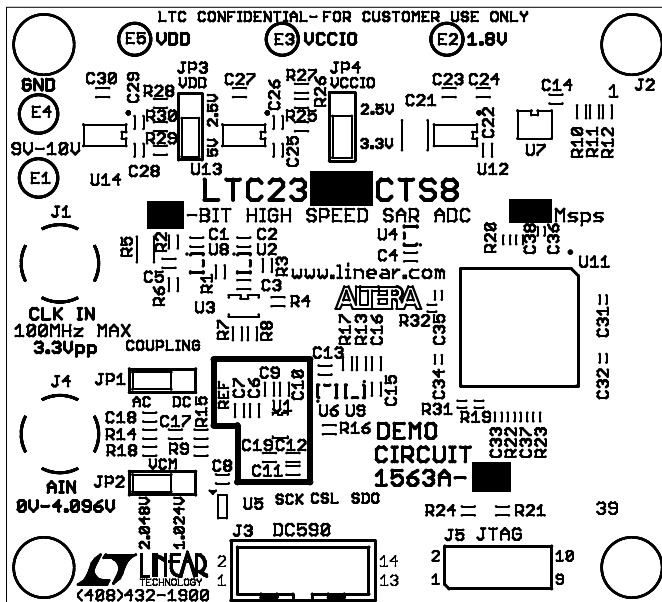 LTC CONFIDENTIAL-FOR CUSTOMER USE ONLY
E5 VDD
E3 VCCIO
E2 1.8V
GND
E4
9V-10V
E1
J2
1
C30
C29
R28
R30
R29
C28
U14
JP3
VDD
2.5V
5V
U13
C27
C26
R27
R26
R25
C25
JP4
VCCIO
2.5V
3.3V
C21
C23
C24
C22
U12
C14
U7
R10
R11
R12
LTC23 CTS8
-BIT HIGH SPEED SAR ADC
Msps
J1
R5
R2
C1
U8
C2
U2
R3
C5
R6
R1
C3
U3
R4
R7
R8
U4
C4
R20
C38
C36
U11
www.linear.com
ALTERA
CLK IN
100MHz MAX
3.3Vpp
COUPLING
R17
R13
C16
R32
C35
C31
C34
C32
J4
JP1
AC DC
C18
R14
R18
C17
R9
R15
VCM
JP2
2.048V
1.024V
AIN
0V-4.096V
REF
C7
C6
C9
C10
U1
C19
C12
C11
C8
C13
U6
U9
C15
R16
R31
R19
C33
R22
C37
R23
DEMO
CIRCUIT
1563A-
U5
SCK CSL SDO
R24
R21
39
J3 DC590
2
1
14
13
J5 JTAG
2
1
10
9
LT LINEAR
TECHNOLOGY
(408)432-1900